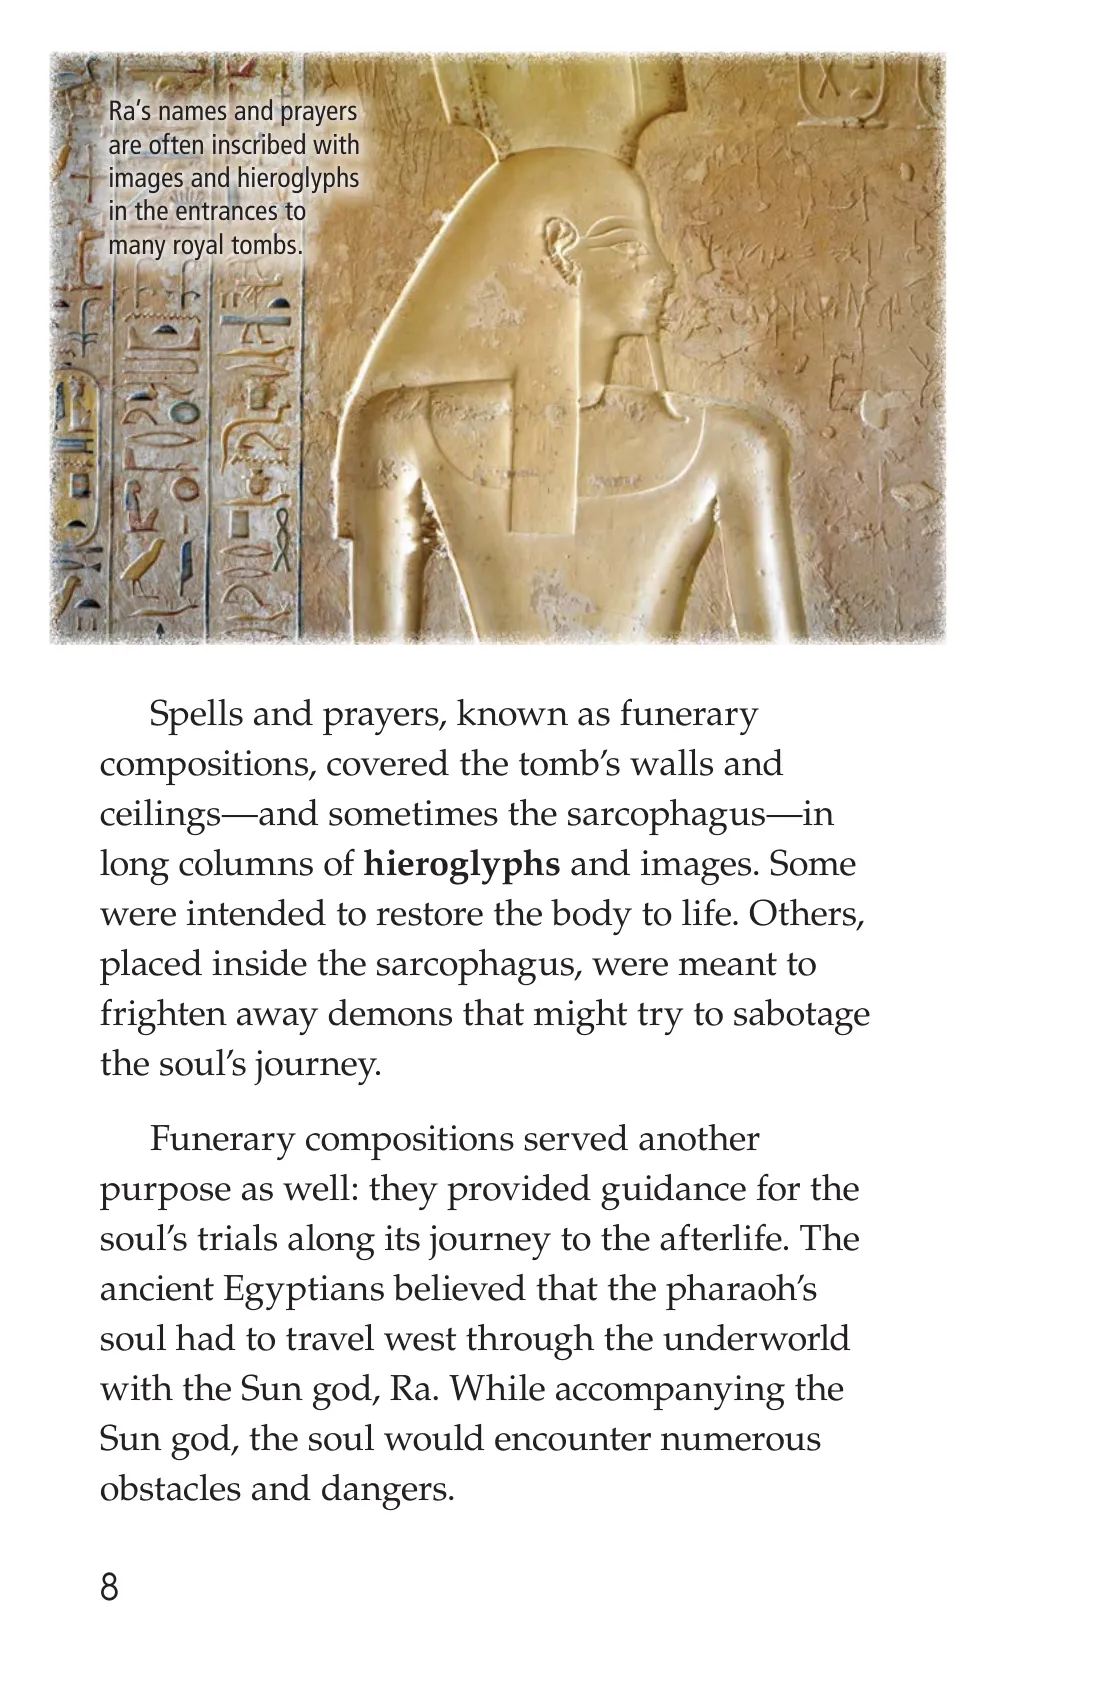 Ra’s names and prayers
are often inscribed with
images and hieroglyphs
in the entrances to
many royal tombs.
Spells and prayers, known as funerary
compositions, covered the tomb’s walls and
ceilings—and sometimes the sarcophagus—in
long columns of hieroglyphs and images. Some
were intended to restore the body to life. Others,
placed inside the sarcophagus, were meant to
frighten away demons that might try to sabotage
the soul’s journey.
Funerary compositions served another
purpose as well: they provided guidance for the
soul’s trials along its journey to the afterlife. The
ancient Egyptians believed that the pharaoh’s
soul had to travel west through the underworld
with the Sun god, Ra. While accompanying the
Sun god, the soul would encounter numerous
obstacles and dangers.
8